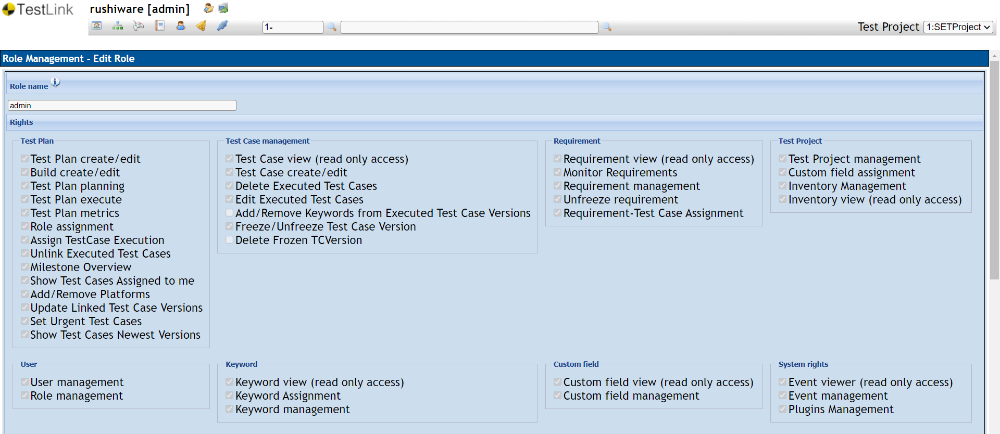 TestLink
rushiware [admin]
1-
Test Project 1:SETProject
Role Management - Edit Role
Role name
admin
Rights
Test Plan
Test Plan create/edit
Build create/edit
Test Plan planning
Test Plan execute
Test Plan metrics
Role assignment
Assign TestCase Execution
Unlink Executed Test Cases
Milestone Overview
Show Test Cases Assigned to me
Add/Remove Platforms
Update Linked Test Case Versions
Set Urgent Test Cases
Show Test Cases Newest Versions
Test Case management
Test Case view (read only access)
Test Case create/edit
Delete Executed Test Cases
Edit Executed Test Cases
Add/Remove Keywords from Executed Test Case Versions
Freeze/Unfreeze Test Case Version
Delete Frozen TCVersion
Requirement
Requirement view (read only access)
Monitor Requirements
Requirement management
Unfreeze requirement
Requirement-Test Case Assignment
Test Project
Test Project management
Custom field assignment
Inventory Management
Inventory view (read only access)
User
User management
Role management
Keyword
Keyword view (read only access)
Keyword Assignment
Keyword management
Custom field
Custom field view (read only access)
Custom field management
System rights
Event viewer (read only access)
Event management
Plugins Management